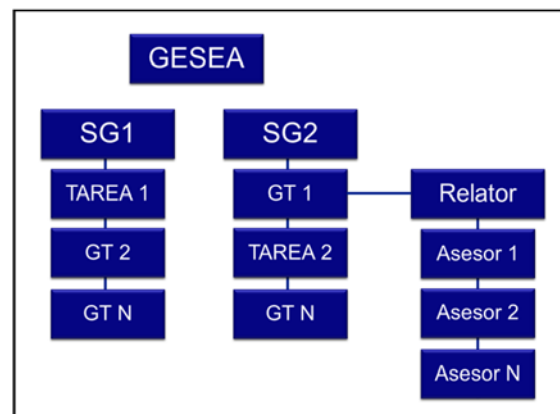 GESEA
SG1
TAREA 1
GT 2
GT N
SG2
GT 1
TAREA 2
GT N
Relator
Asesor 1
Asesor 2
Asesor N